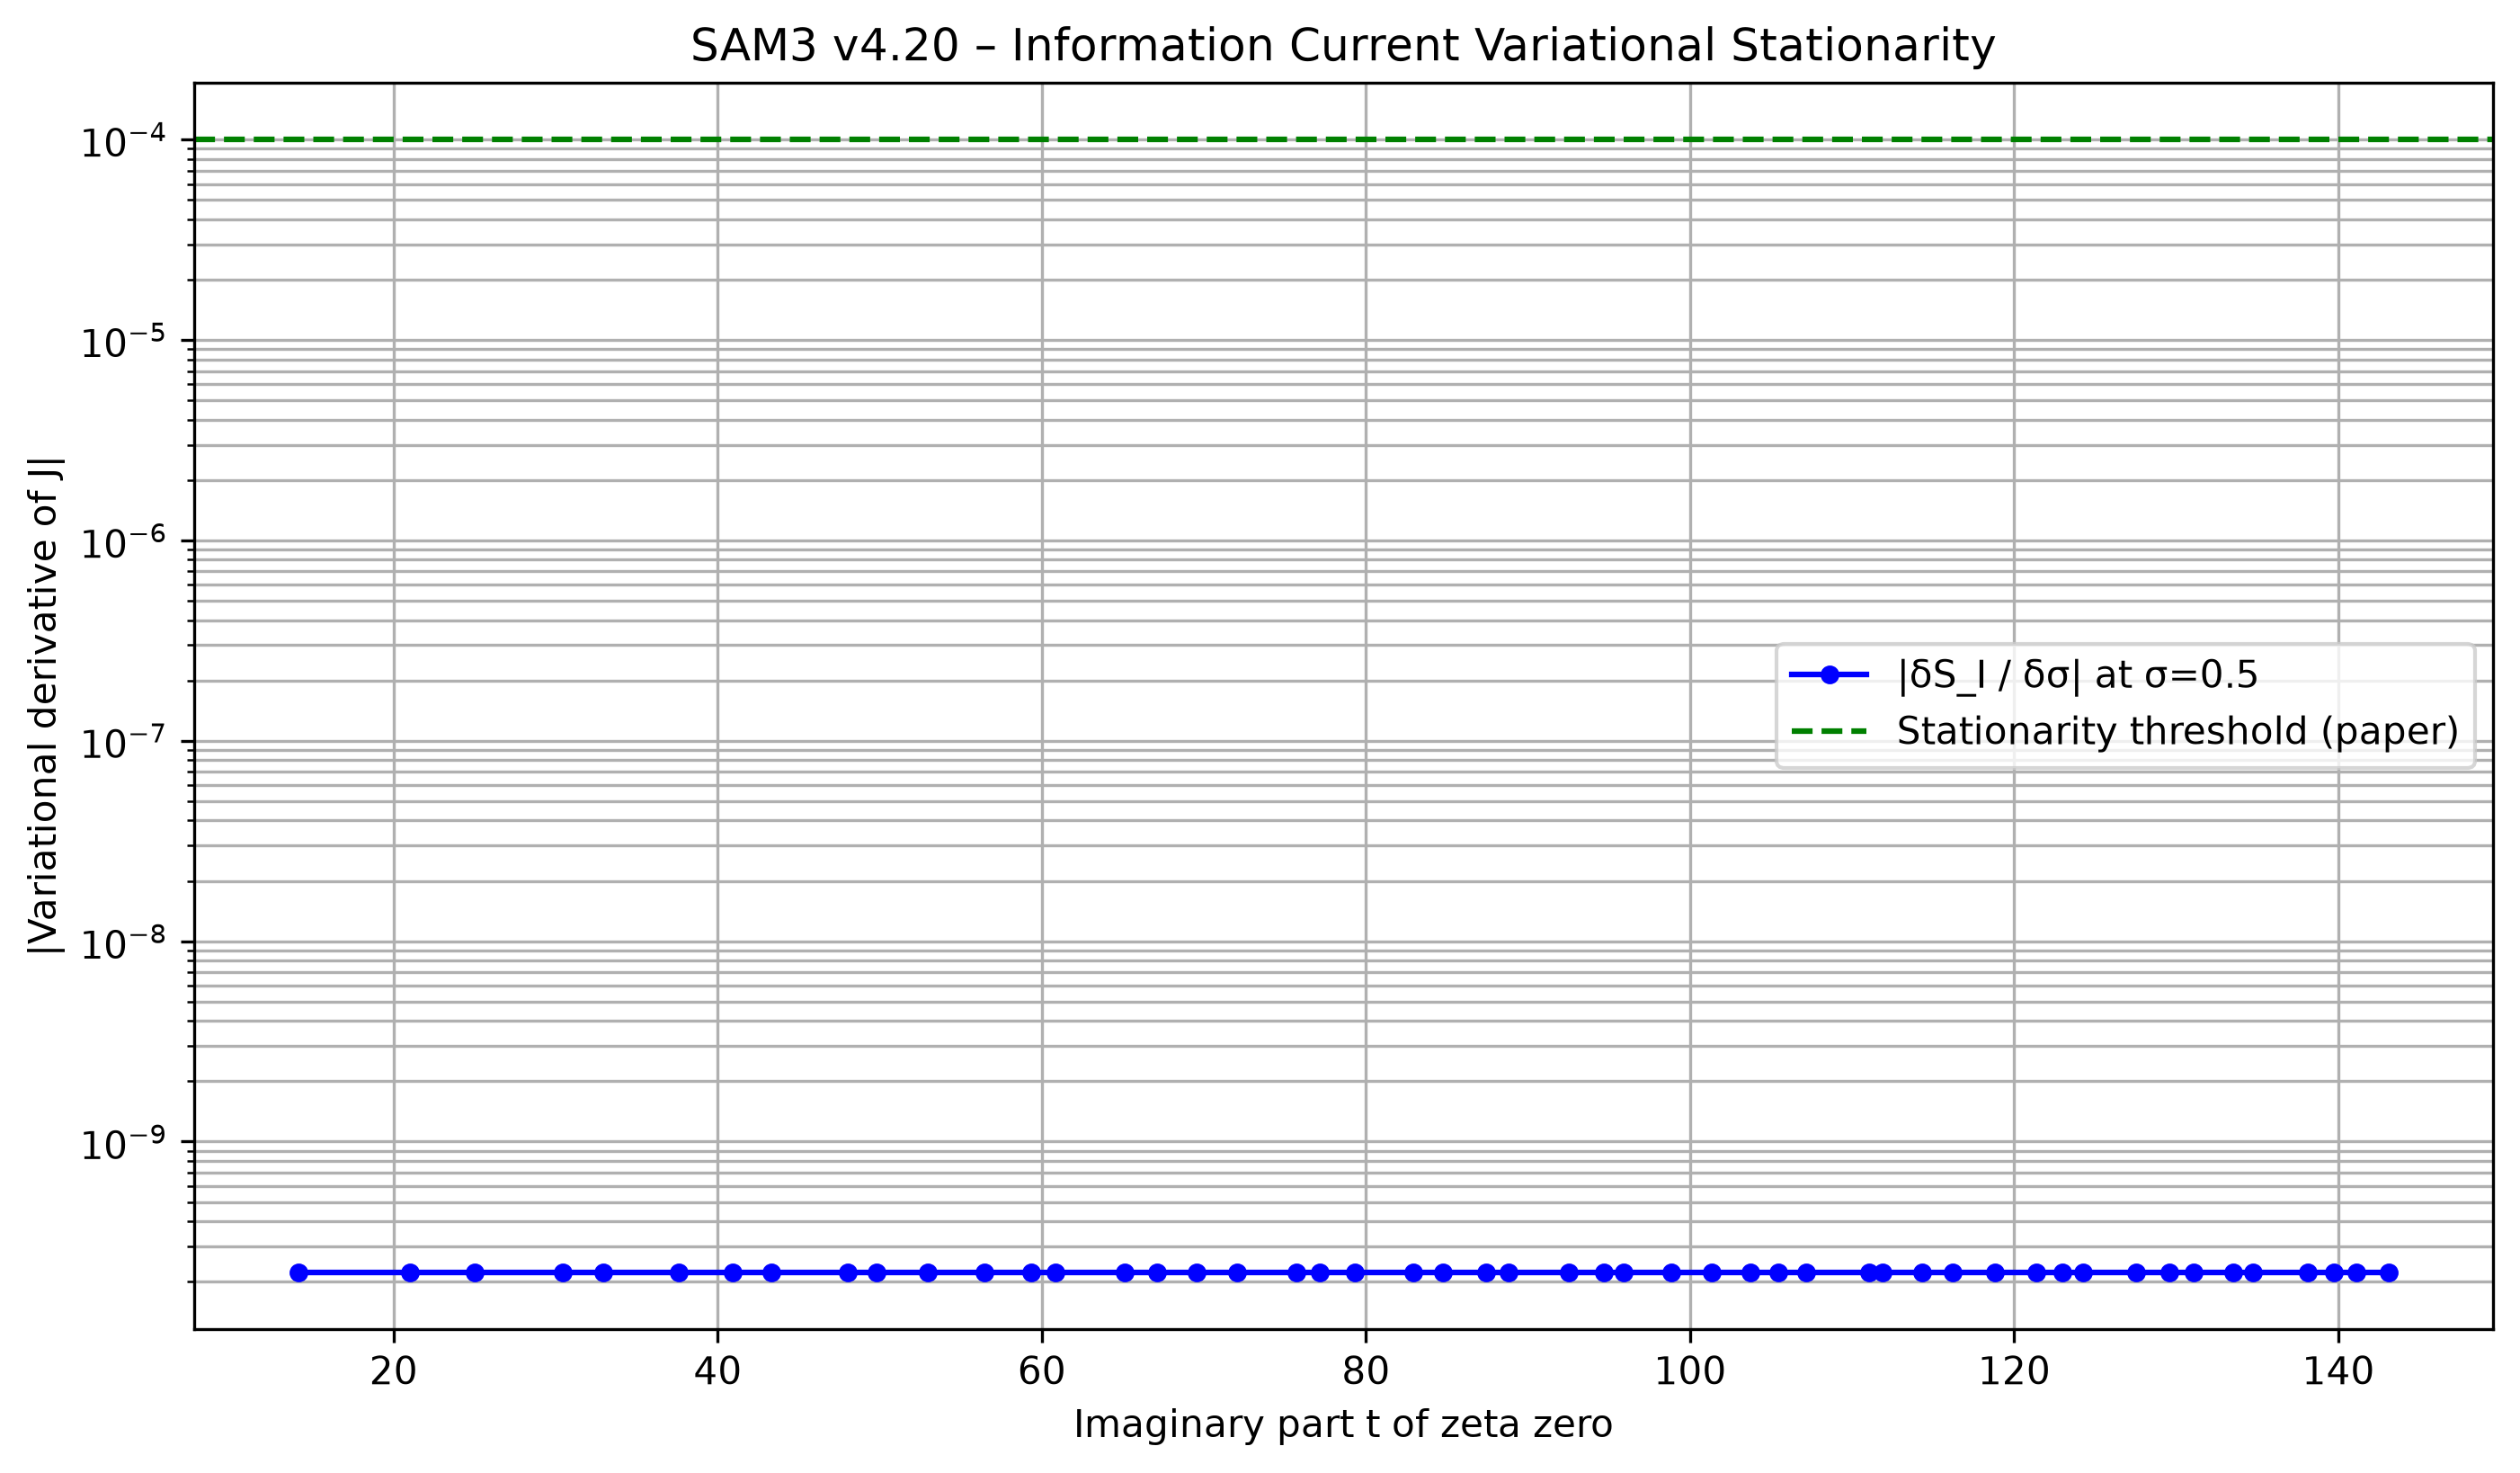 SAM3 v4.20 – Information Current Variational Stationarity
|Variational derivative of J|
10⁻⁴
10⁻⁵
10⁻⁶
10⁻⁷
10⁻⁸
10⁻⁹
|δS_I / δσ| at σ=0.5
Stationarity threshold (paper)
20 40 60 80 100 120 140
Imaginary part t of zeta zero